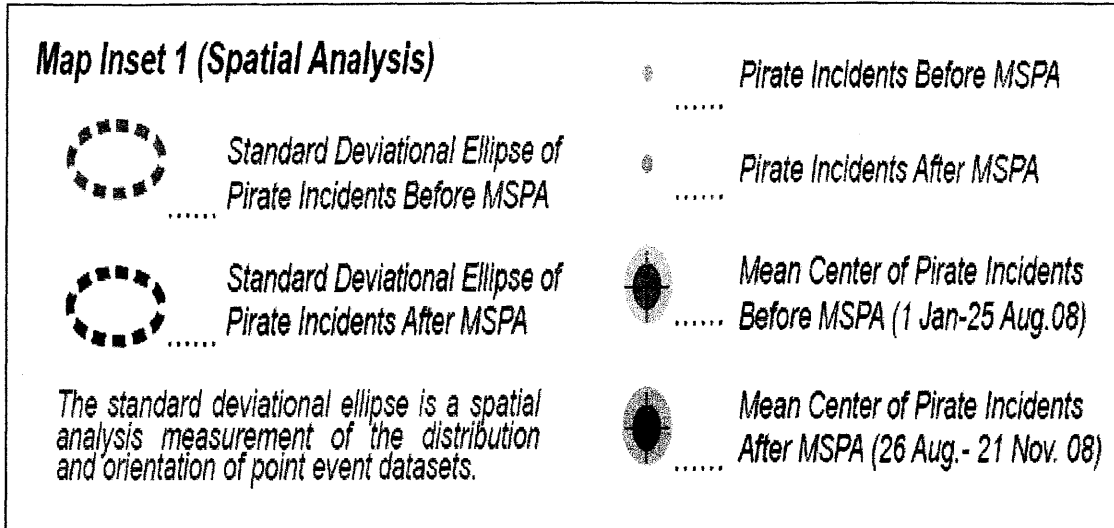 Map Inset 1 (Spatial Analysis)
Standard Deviational Ellipse of
...... Pirate Incidents Before MSPA
Standard Deviational Ellipse of
...... Pirate Incidents After MSPA
The standard deviational ellipse is a spatial
analysis measurement of the distribution
and orientation of point event datasets.
...... Pirate Incidents Before MSPA
...... Pirate Incidents After MSPA
Mean Center of Pirate Incidents
...... Before MSPA (1 Jan-25 Aug.08)
Mean Center of Pirate Incidents
...... After MSPA (26 Aug.- 21 Nov. 08)